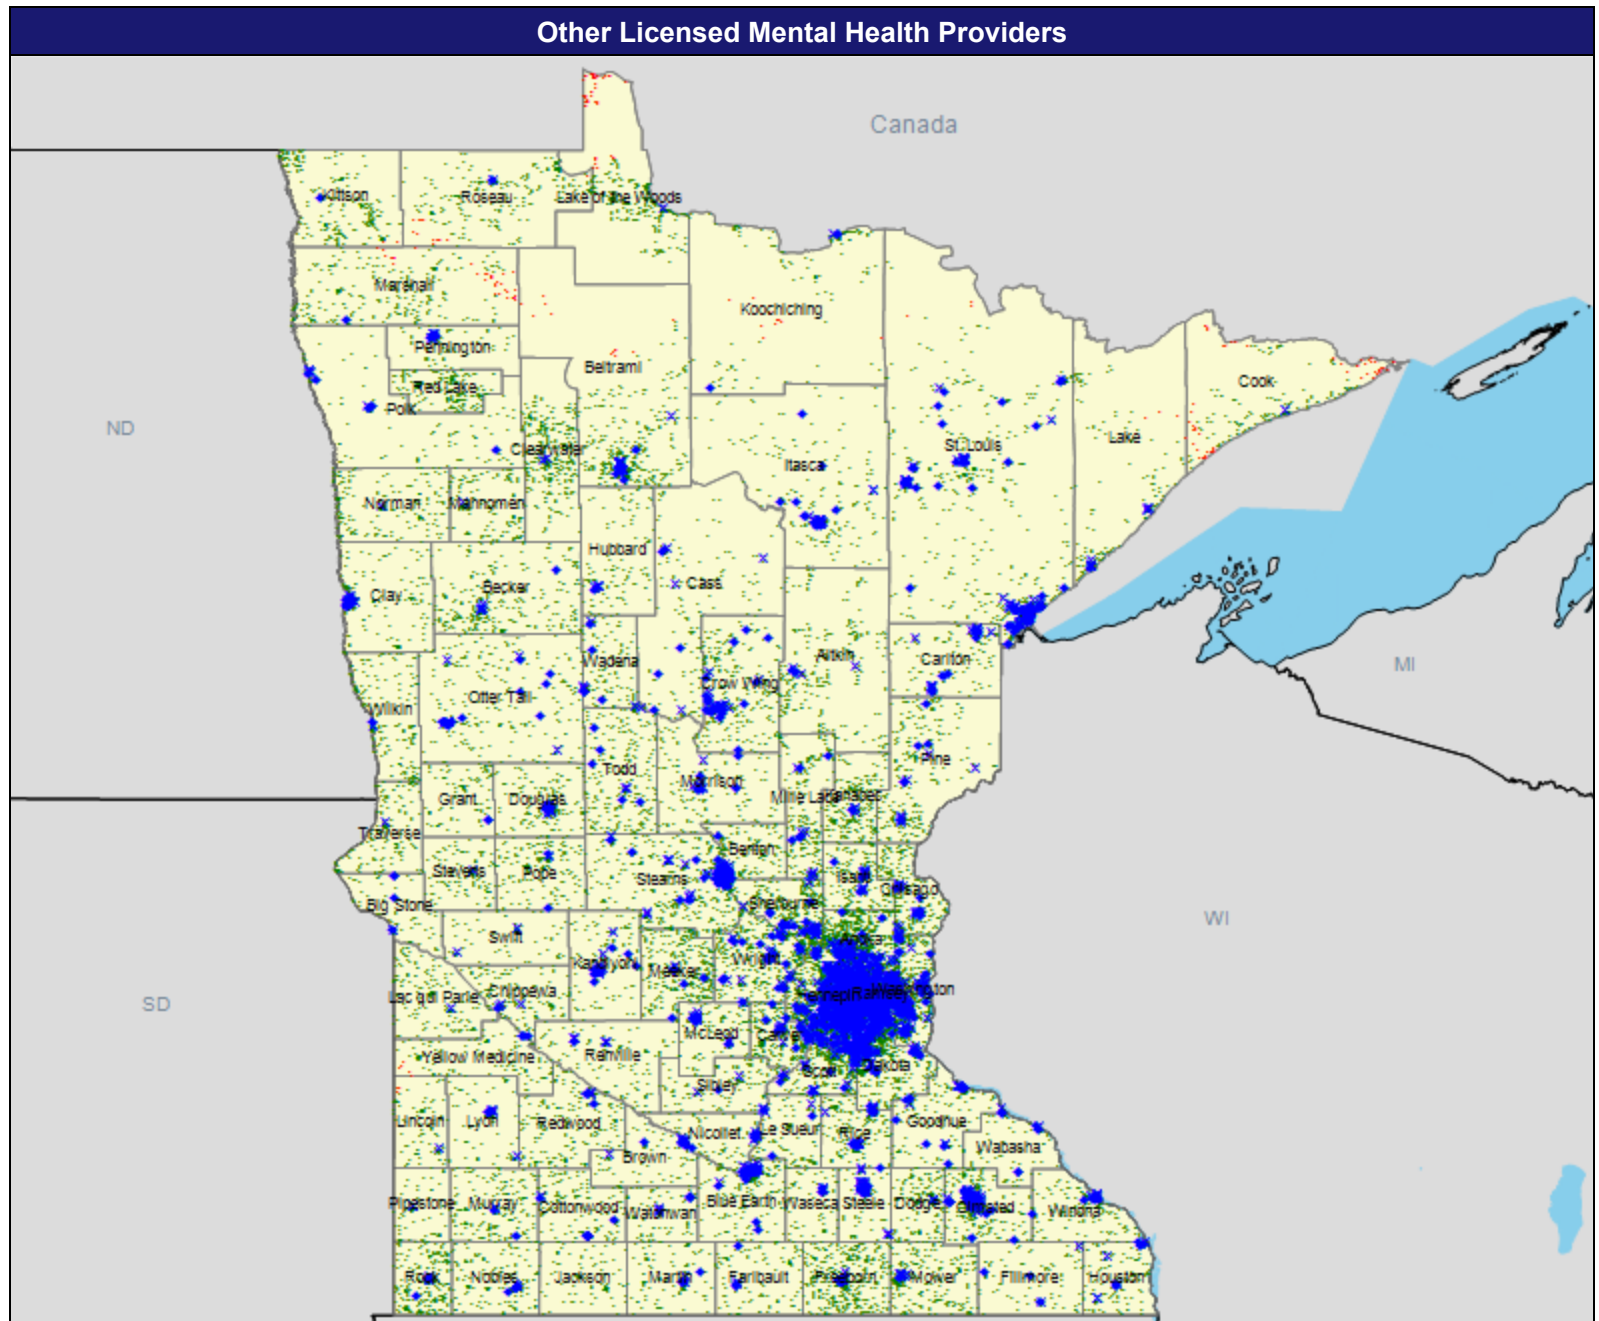 Other Licensed Mental Health Providers
Canada
Kittson
Roseau
Lake of the Woods
Marshall
Koochiching
Pennington
Beltrami
Red Lake
Cook
Polk
ND
Clearwater
St. Louis
Lake
Itasca
Norman
Mahnomen
Hubbard
Cass
Becker
Clay
Aitkin
Carlton
MI
Wadena
Crow Wing
Otter Tail
Wilkin
Pine
Todd
Morrison
Mille Lacs
Kanabec
Grant
Douglas
Traverse
Benton
Stevens
Pope
Stearns
Isanti
Chisago
Big Stone
Sherburne
WI
Swift
Anoka
Kandiyohi
Meeker
Wright
Hennepin
Ramsey
Washington
Lac qui Parle
Chippewa
SD
McLeod
Carver
Yellow Medicine
Renville
Scott
Dakota
Sibley
Lincoln
Lyon
Redwood
Nicollet
Le Sueur
Rice
Goodhue
Wabasha
Brown
Pipestone
Murray
Cottonwood
Watonwan
Blue Earth
Waseca
Steele
Dodge
Olmsted
Winona
Rock
Nobles
Jackson
Martin
Faribault
Freeborn
Mower
Fillmore
Houston